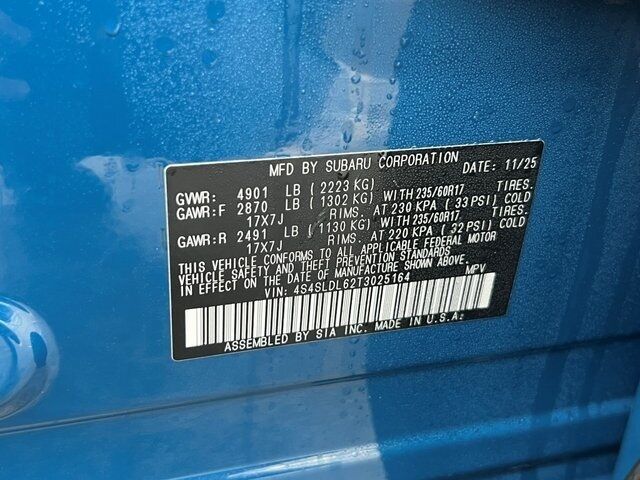 MFD BY SUBARU CORPORATION DATE: 11/25
GVWR: 4901 LB (2223 KG)
GAWR: F 2870 LB (1302 KG) WITH 235/60R17 TIRES.
17X7J RIMS. AT 230 KPA (33 PSI) COLD
GAWR: R 2491 LB (1130 KG) WITH 235/60R17 TIRES.
17X7J RIMS. AT 220 KPA (32 PSI) COLD
THIS VEHICLE CONFORMS TO ALL APPLICABLE FEDERAL MOTOR
VEHICLE SAFETY AND THEFT PREVENTION STANDARDS
IN EFFECT ON THE DATE OF MANUFACTURE SHOWN ABOVE.
VIN: 4S4SLDL62T3025164 MPV
ASSEMBLED BY SIA INC. MADE IN U.S.A.